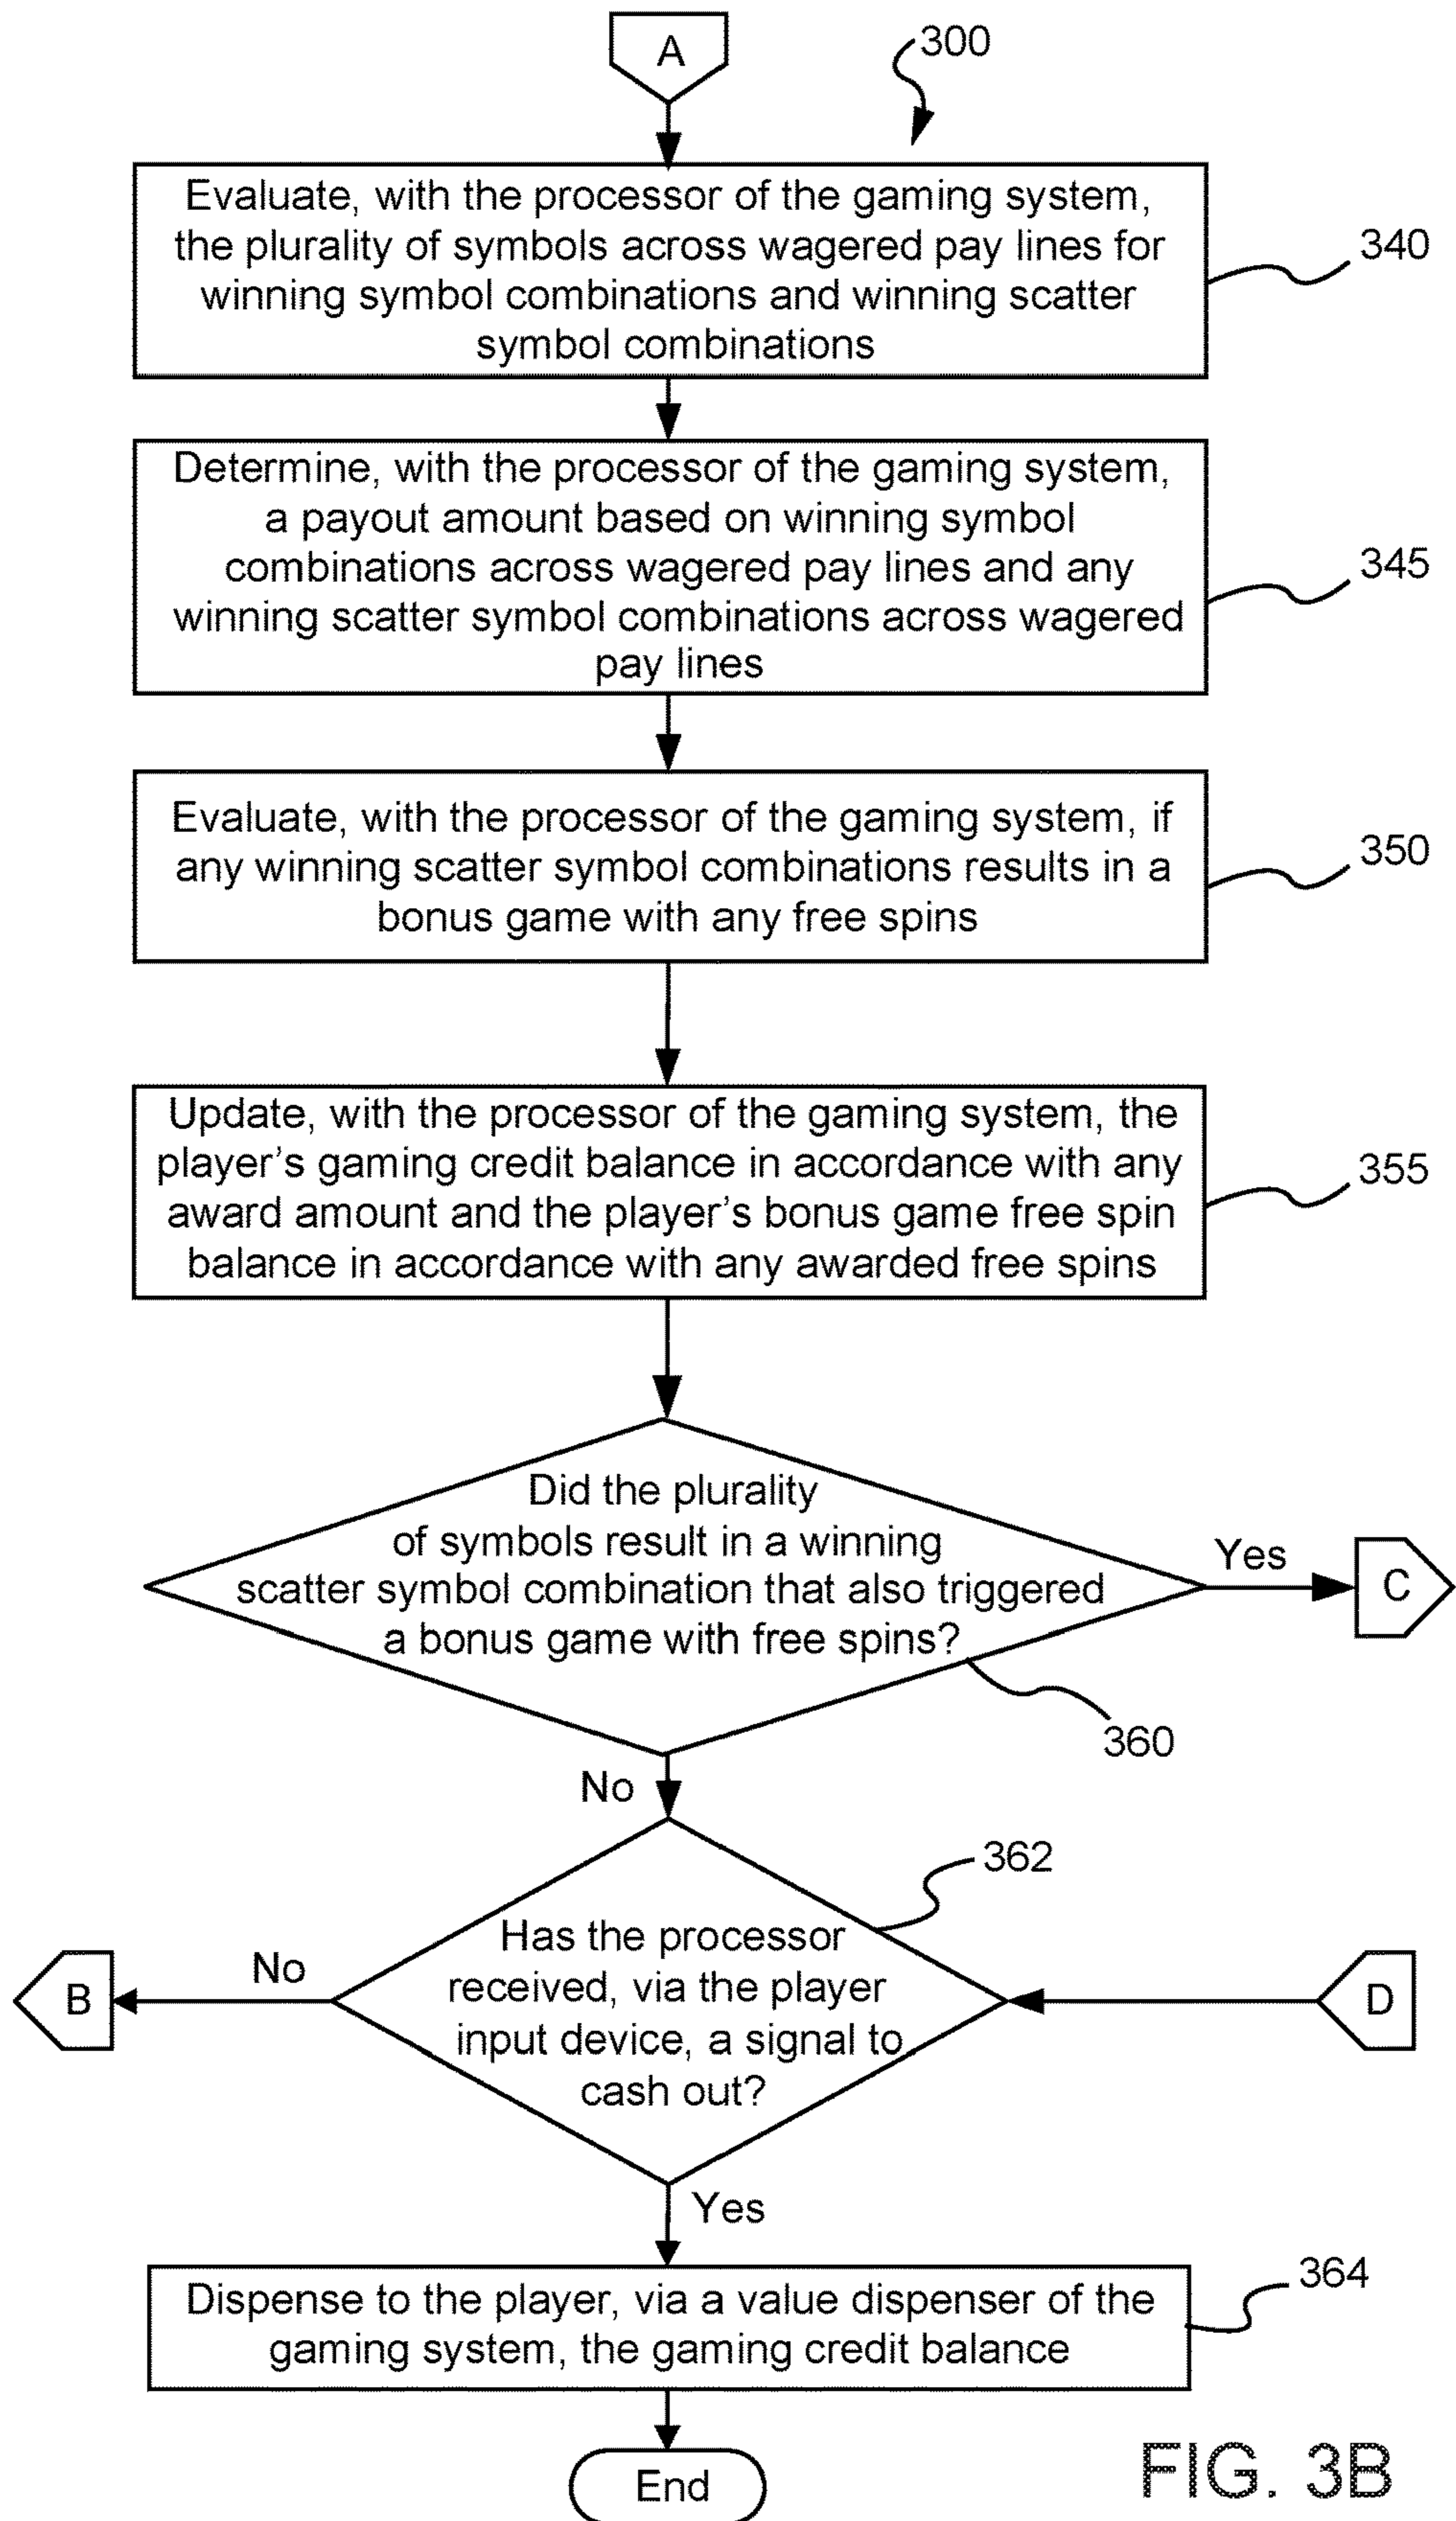 A
300
Evaluate, with the processor of the gaming system,
the plurality of symbols across wagered pay lines for
winning symbol combinations and winning scatter
symbol combinations
340
Determine, with the processor of the gaming system,
a payout amount based on winning symbol
combinations across wagered pay lines and any
winning scatter symbol combinations across wagered
pay lines
345
Evaluate, with the processor of the gaming system, if
any winning scatter symbol combinations results in a
bonus game with any free spins
350
Update, with the processor of the gaming system, the
player's gaming credit balance in accordance with any
award amount and the player's bonus game free spin
balance in accordance with any awarded free spins
355
Did the plurality
of symbols result in a winning
scatter symbol combination that also triggered
a bonus game with free spins?
Yes
C
360
No
362
Has the processor
received, via the player
input device, a signal to
cash out?
No
B
D
Yes
Dispense to the player, via a value dispenser of the
gaming system, the gaming credit balance
364
End
FIG. 3B